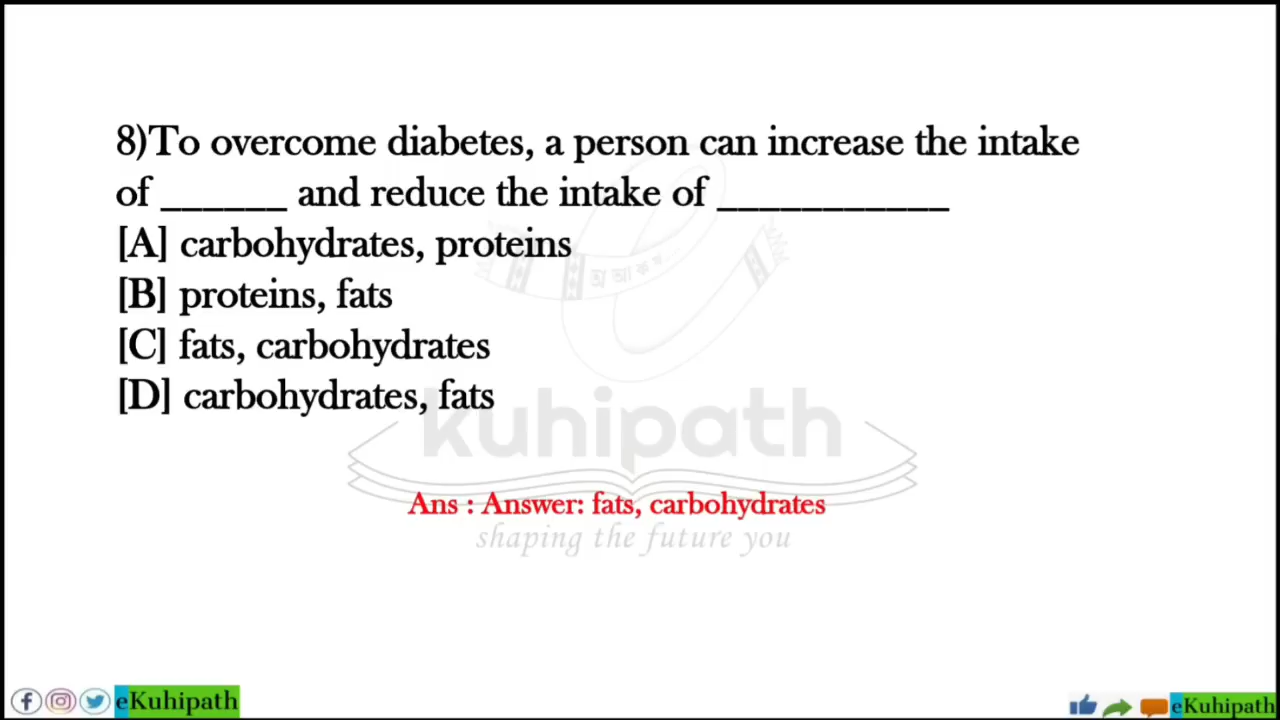 8)To overcome diabetes, a person can increase the intake
of ______ and reduce the intake of ___________
[A] carbohydrates, proteins
[B] proteins, fats
[C] fats, carbohydrates
[D] carbohydrates, fats
kuhipath
Ans : Answer: fats, carbohydrates
shaping the future you
eKuhipath
eKuhipath